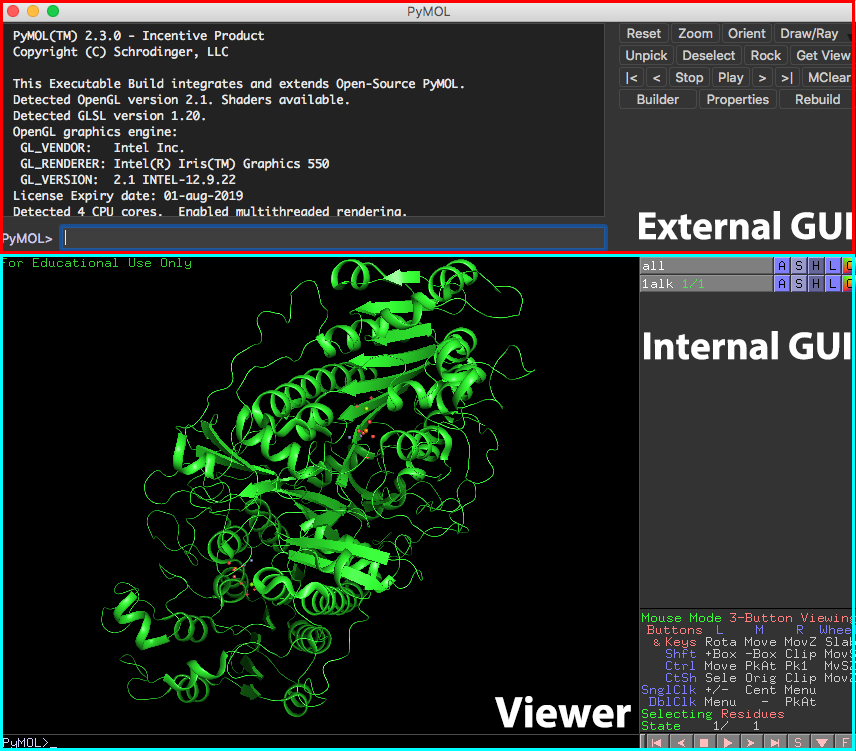 PyMOL
PyMOL(TM) 2.3.0 - Incentive Product
Copyright (C) Schrodinger, LLC
This Executable Build integrates and extends Open-Source PyMOL.
Detected OpenGL version 2.1. Shaders available.
Detected GLSL version 1.20.
OpenGL graphics engine:
GL_VENDOR: Intel Inc.
GL_RENDERER: Intel(R) Iris(TM) Graphics 550
GL_VERSION: 2.1 INTEL-12.9.22
License Expiry date: 01-aug-2019
Detected 4 CPU cores. Enabled multithreaded rendering.
PyMOL>
Reset Zoom Orient Draw/Ray
Unpick Deselect Rock Get View
|< < Stop Play > >| MClear
Builder Properties Rebuild
External GUI
For Educational Use Only
all A S H L C
1alk 1/1 A S H L C
Internal GUI
Viewer
Mouse Mode 3-Button Viewing
Buttons L M R Whee
& Keys Rota Move MovZ Slab
Shft +Box -Box Clip MovS
Ctrl Move PkAt Pk1 MvSZ
CtSh Sele Orig Clip MovZ
SnglClk +/- Cent Menu
DblClk Menu - PkAt
Selecting Residues
State 1/ 1
PyMOL>_
S F